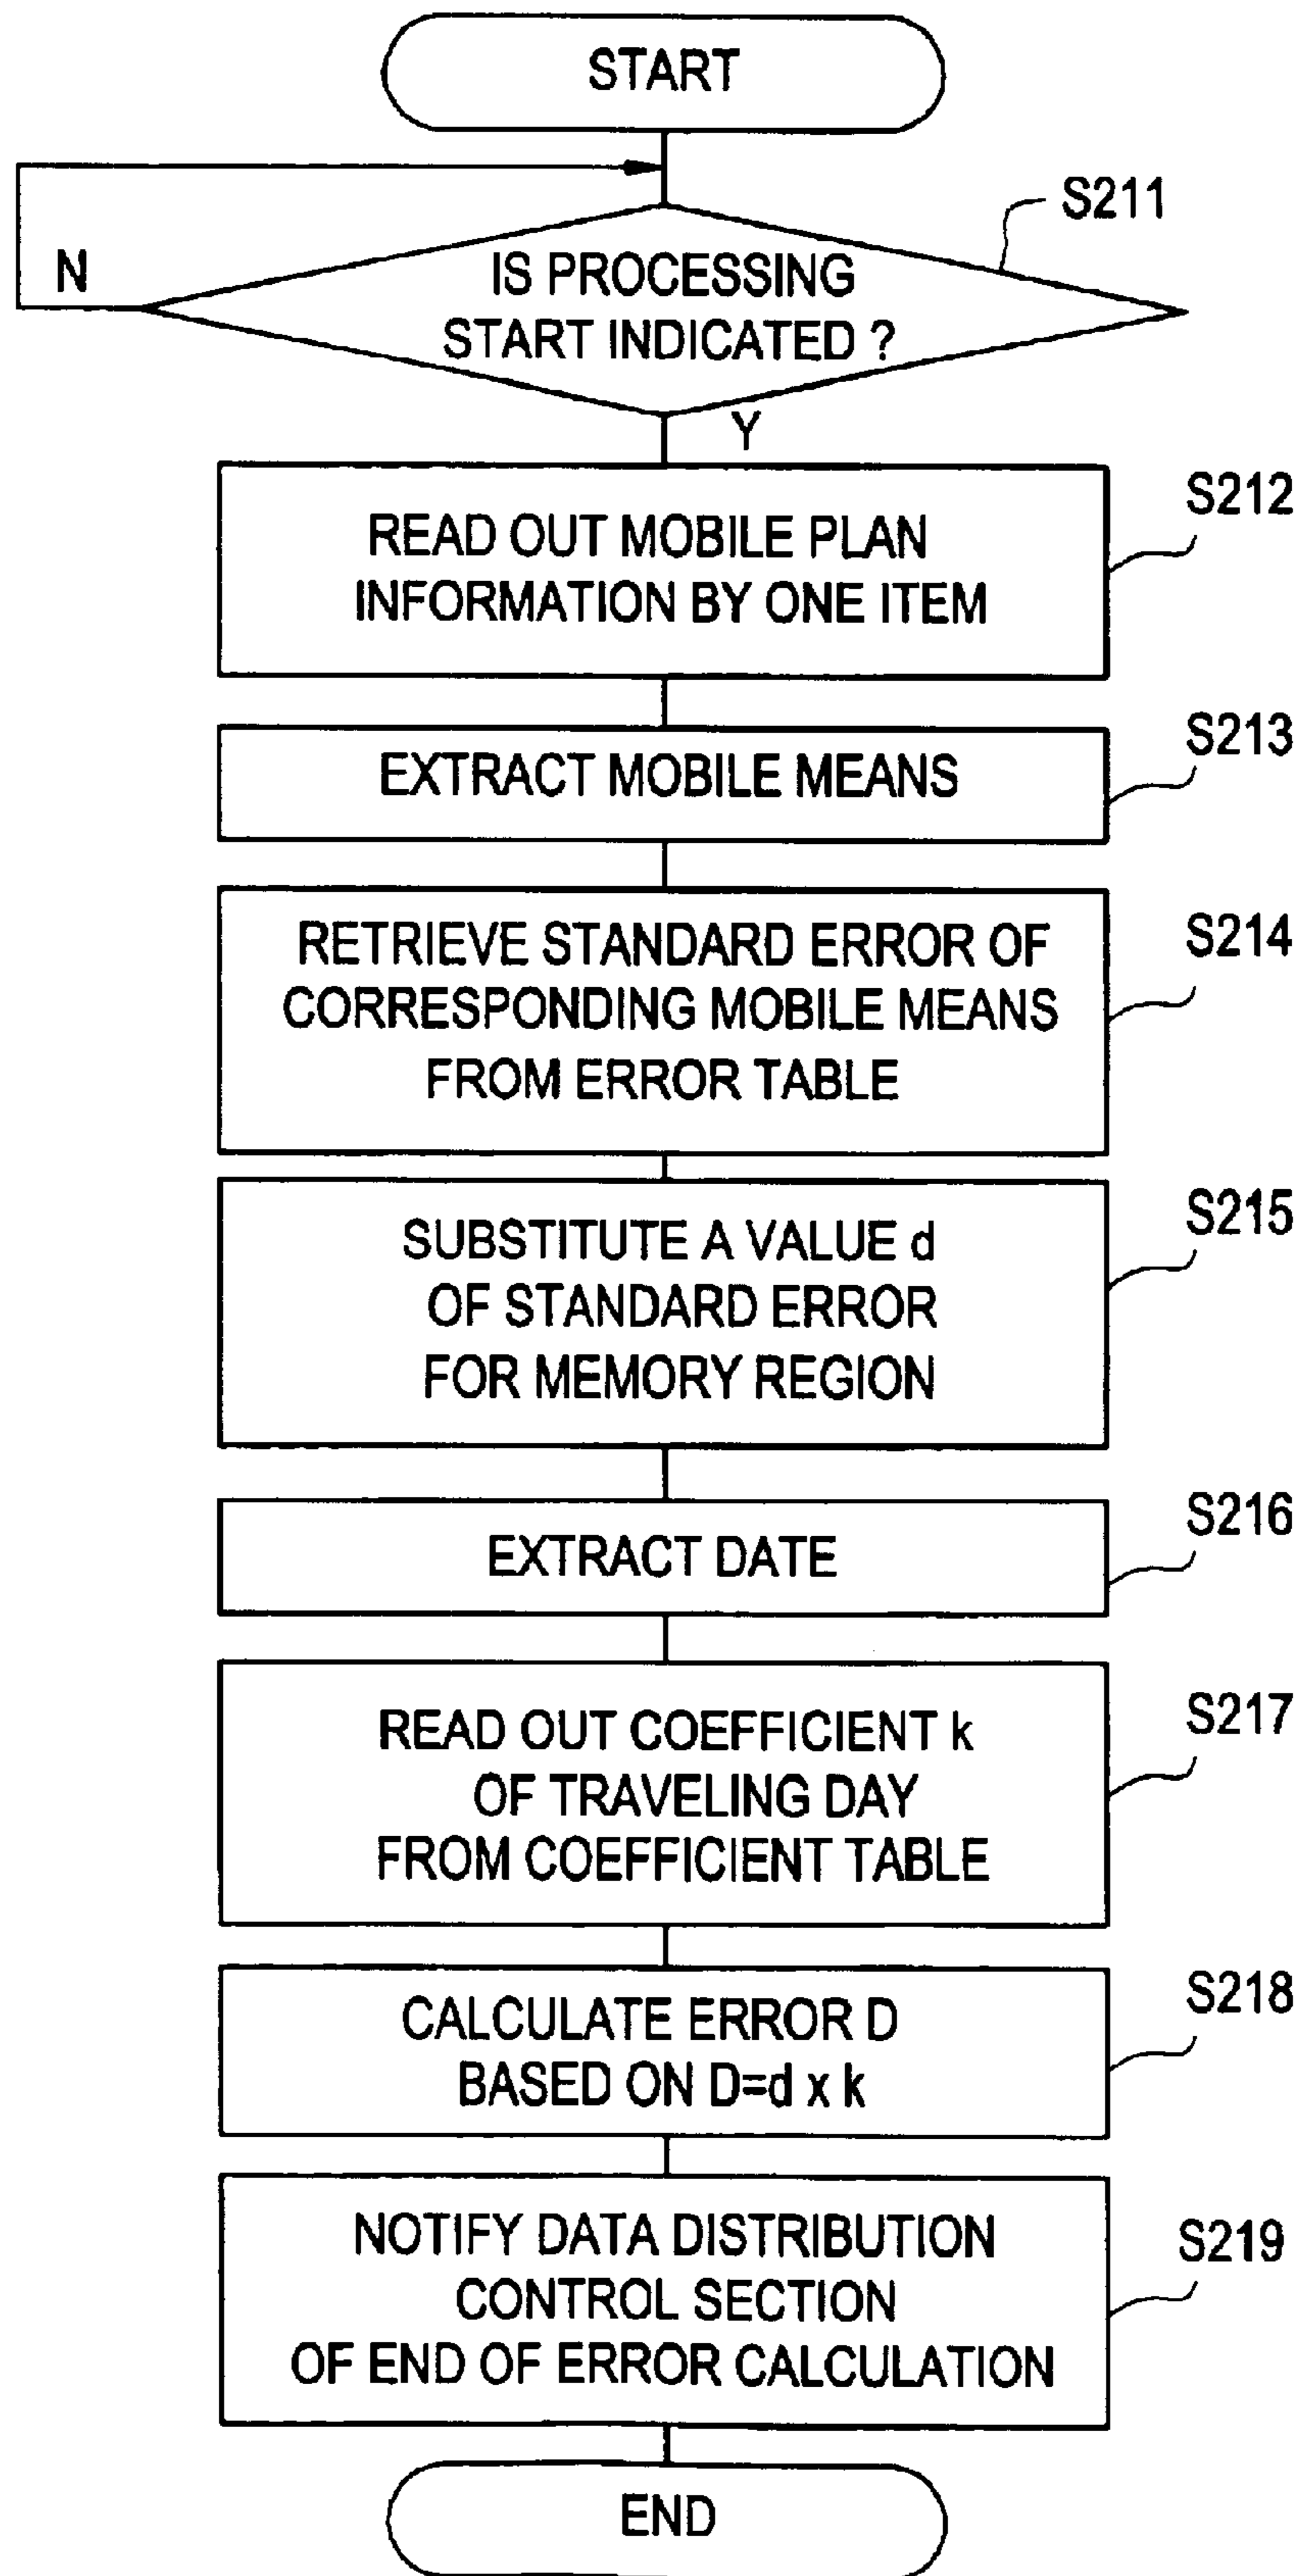 START
S211
N
IS PROCESSING
START INDICATED ?
Y
S212
READ OUT MOBILE PLAN
INFORMATION BY ONE ITEM
S213
EXTRACT MOBILE MEANS
S214
RETRIEVE STANDARD ERROR OF
CORRESPONDING MOBILE MEANS
FROM ERROR TABLE
S215
SUBSTITUTE A VALUE d
OF STANDARD ERROR
FOR MEMORY REGION
S216
EXTRACT DATE
S217
READ OUT COEFFICIENT k
OF TRAVELING DAY
FROM COEFFICIENT TABLE
S218
CALCULATE ERROR D
BASED ON D=d x k
S219
NOTIFY DATA DISTRIBUTION
CONTROL SECTION
OF END OF ERROR CALCULATION
END